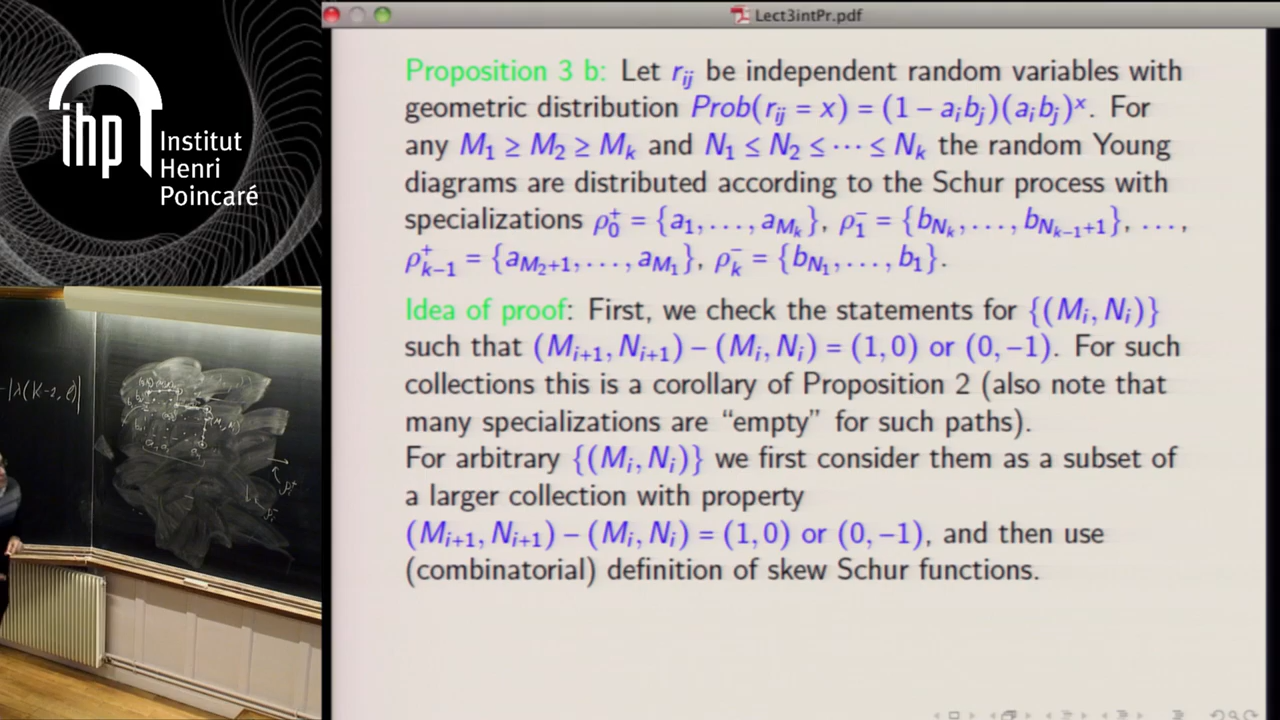 ihp
Institut
Henri
Poincaré
Lect3intPr.pdf
Proposition 3 b: Let r_{ij} be independent random variables with
geometric distribution Prob(r_{ij} = x) = (1 − a_i b_j)(a_i b_j)^x. For
any M_1 ≥ M_2 ≥ M_k and N_1 ≤ N_2 ≤ ⋯ ≤ N_k the random Young
diagrams are distributed according to the Schur process with
specializations ρ_0^+ = {a_1, . . . , a_{M_k}}, ρ_1^− = {b_{N_k}, . . . , b_{N_{k−1}+1}}, . . . ,
ρ_{k−1}^+ = {a_{M_2+1}, . . . , a_{M_1}}, ρ_k^− = {b_{N_1}, . . . , b_1}.
Idea of proof: First, we check the statements for {(M_i, N_i)}
such that (M_{i+1}, N_{i+1}) − (M_i, N_i) = (1, 0) or (0, −1). For such
collections this is a corollary of Proposition 2 (also note that
many specializations are “empty” for such paths).
For arbitrary {(M_i, N_i)} we first consider them as a subset of
a larger collection with property
(M_{i+1}, N_{i+1}) − (M_i, N_i) = (1, 0) or (0, −1), and then use
(combinatorial) definition of skew Schur functions.
−|λ(k−2, ℓ)|